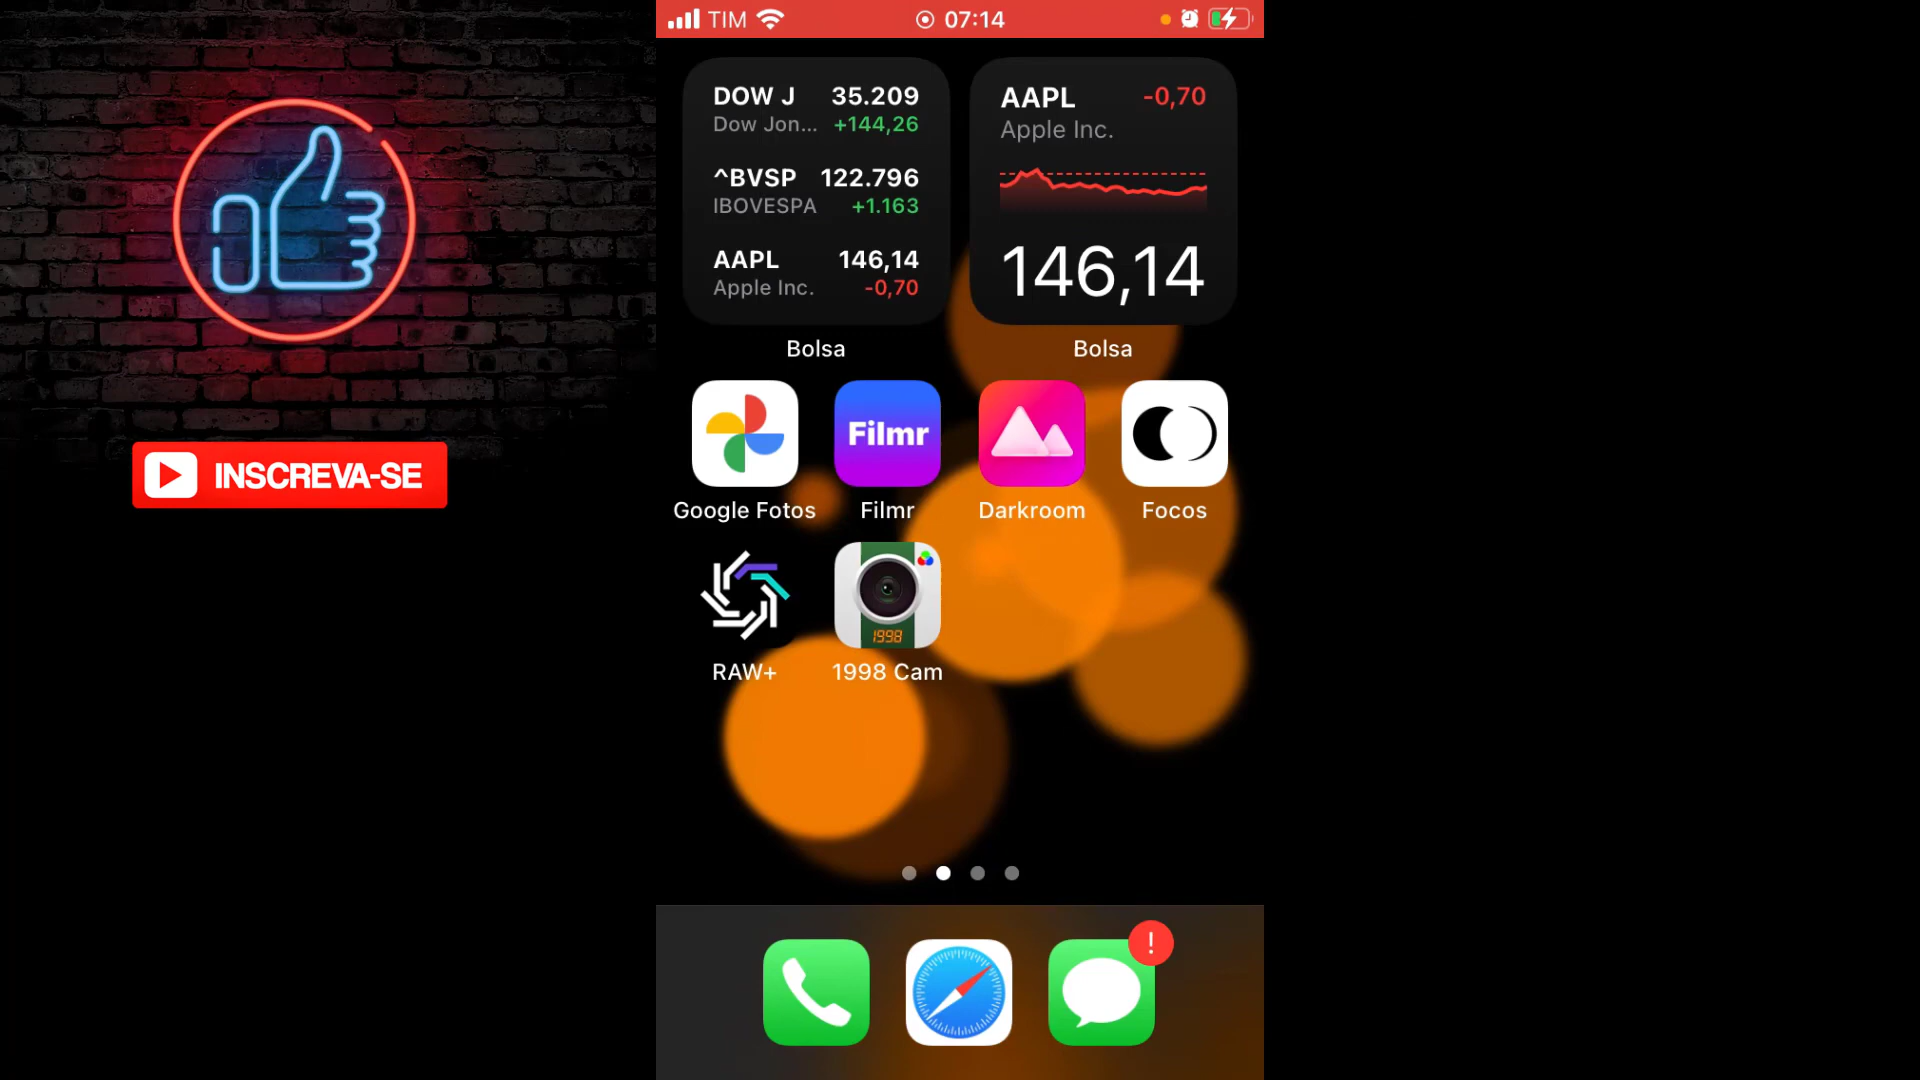 TIM 07:14
DOW J 35.209
Dow Jon... +144,26
^BVSP 122.796
IBOVESPA +1.163
AAPL 146,14
Apple Inc. -0,70
Bolsa
AAPL -0,70
Apple Inc.
146,14
Bolsa
INSCREVA-SE
Filmr
Google Fotos
Filmr
Darkroom
Focos
1998
RAW+
1998 Cam
!